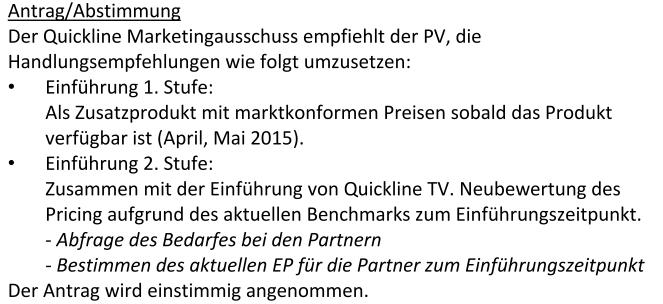 Antrag/Abstimmung
Der Quickline Marketingausschuss empfiehlt der PV, die
Handlungsempfehlungen wie folgt umzusetzen:
• Einführung 1. Stufe:
Als Zusatzprodukt mit marktkonformen Preisen sobald das Produkt
verfügbar ist (April, Mai 2015).
• Einführung 2. Stufe:
Zusammen mit der Einführung von Quickline TV. Neubewertung des
Pricing aufgrund des aktuellen Benchmarks zum Einführungszeitpunkt.
- Abfrage des Bedarfes bei den Partnern
- Bestimmen des aktuellen EP für die Partner zum Einführungszeitpunkt
Der Antrag wird einstimmig angenommen.